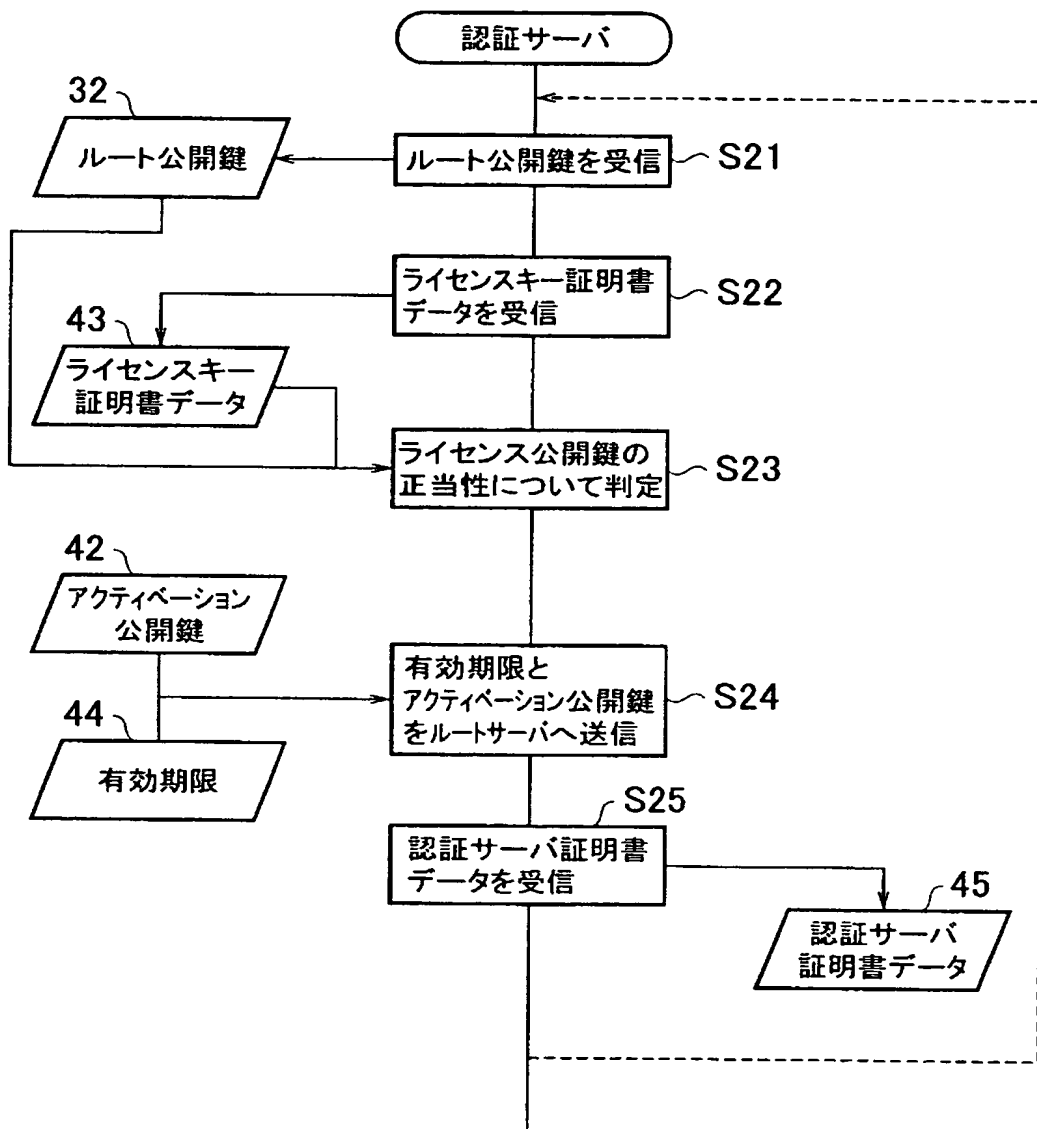 認証サーバ
32
ルート公開鍵
ルート公開鍵を受信
S21
ライセンスキー証明書
データを受信
S22
43
ライセンスキー
証明書データ
ライセンス公開鍵の
正当性について判定
S23
42
アクティベーション
公開鍵
有効期限と
アクティベーション公開鍵
をルートサーバへ送信
S24
44
有効期限
S25
認証サーバ証明書
データを受信
45
認証サーバ
証明書データ